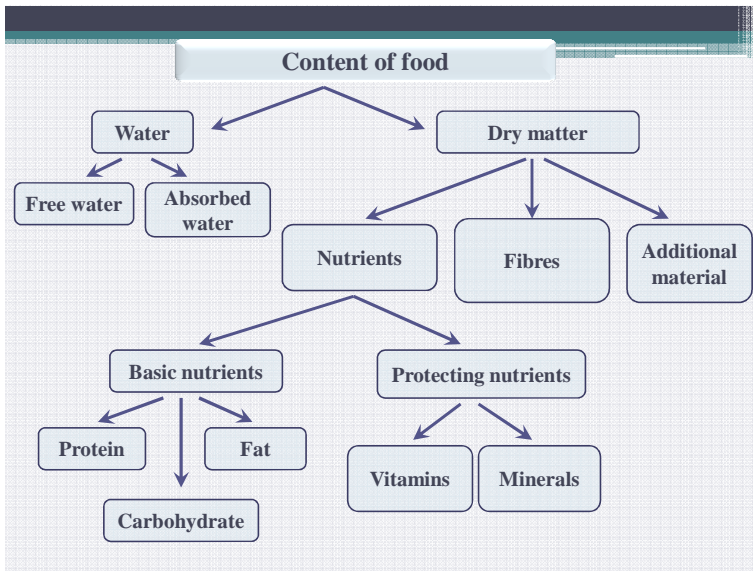 Content of food
Water
Dry matter
Free water
Absorbed
water
Nutrients
Fibres
Additional
material
Basic nutrients
Protecting nutrients
Protein
Fat
Vitamins
Minerals
Carbohydrate